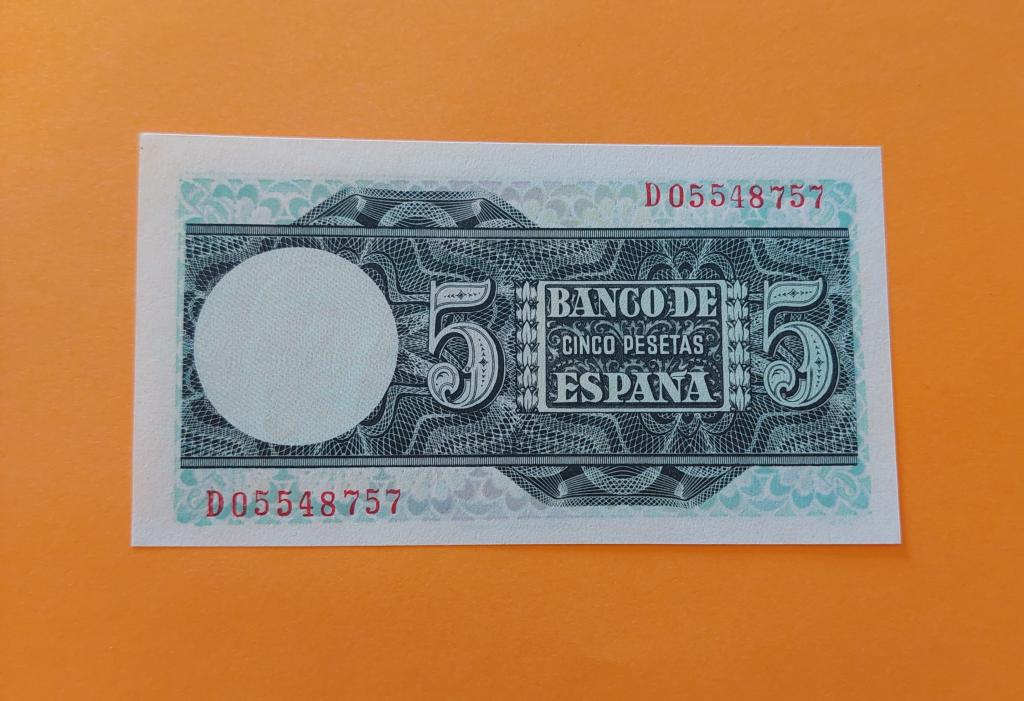 D05548757
5
BANCO DE
CINCO PESETAS
ESPAÑA
5
D05548757